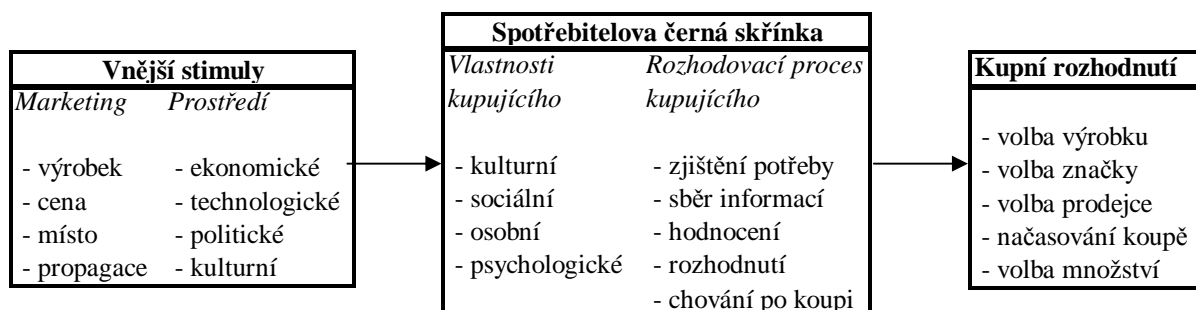 Vnější stimuly
Marketing Prostředí
- výrobek - ekonomické
- cena - technologické
- místo - politické
- propagace - kulturní
Spotřebitelova černá skřínka
Vlastnosti Rozhodovací proces
kupujícího kupujícího
- kulturní - zjištění potřeby
- sociální - sběr informací
- osobní - hodnocení
- psychologické - rozhodnutí
- chování po koupi
Kupní rozhodnutí
- volba výrobku
- volba značky
- volba prodejce
- načasování koupě
- volba množství